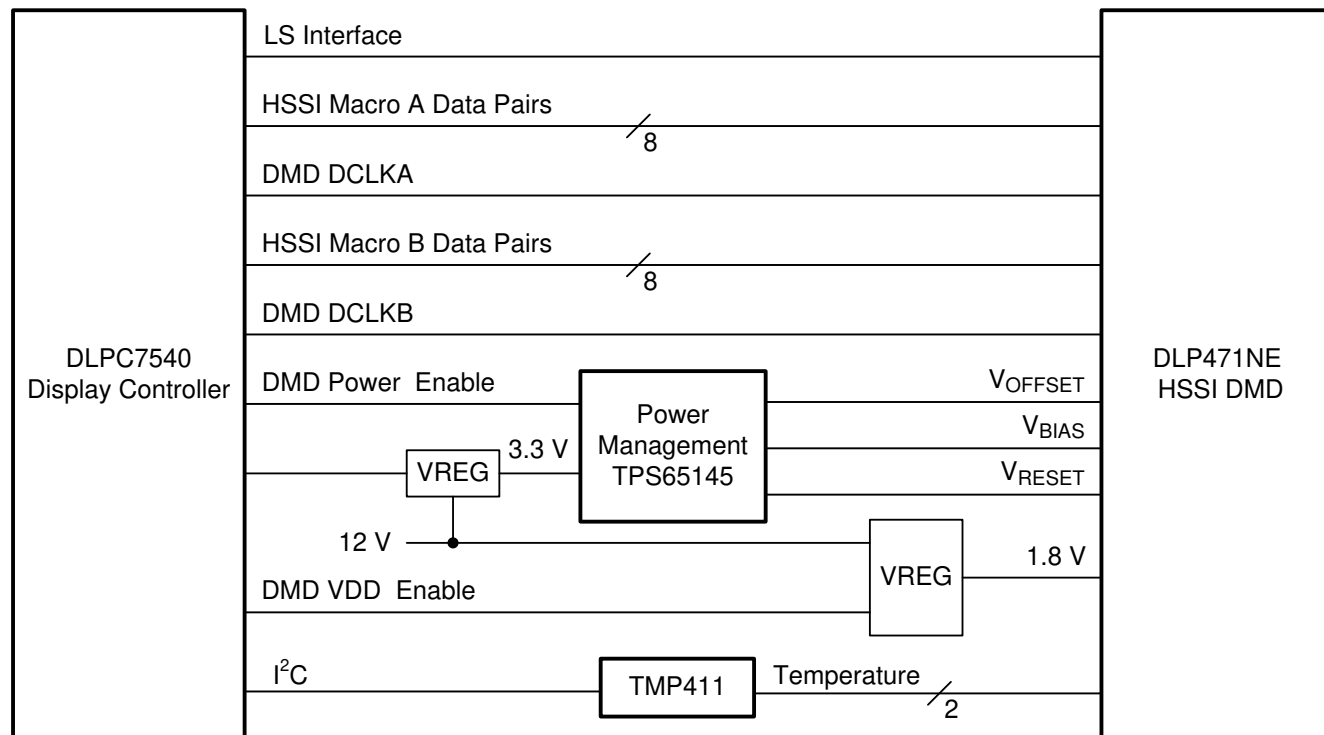 LS Interface
HSSI Macro A Data Pairs
8
DMD DCLKA
HSSI Macro B Data Pairs
8
DMD DCLKB
DLPC7540
Display Controller
DLP471NE
HSSI DMD
DMD Power Enable
Power
Management
TPS65145
VOFFSET
VBIAS
VRESET
VREG
3.3 V
12 V
VREG
1.8 V
DMD VDD Enable
I²C
TMP411
Temperature
2